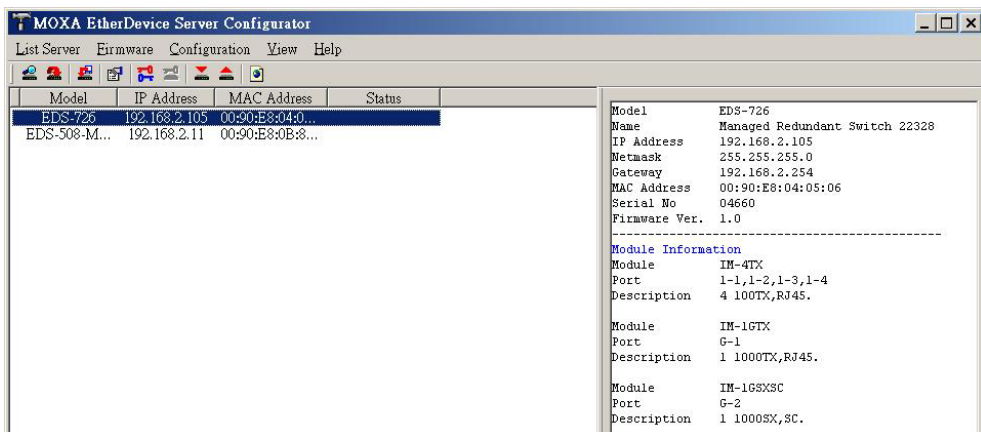 MOXA EtherDevice Server Configurator
List Server Firmware Configuration View Help
Model IP Address MAC Address Status
EDS-726 192.168.2.105 00:90:E8:04:0...
EDS-508-M... 192.168.2.11 00:90:E8:0B:8...
Model EDS-726
Name Managed Redundant Switch 22328
IP Address 192.168.2.105
Netmask 255.255.255.0
Gateway 192.168.2.254
MAC Address 00:90:E8:04:05:06
Serial No 04660
Firmware Ver. 1.0
------------------------------------------------
Module Information
Module IM-4TX
Port 1-1,1-2,1-3,1-4
Description 4 100TX,RJ45.
Module IM-1GTX
Port G-1
Description 1 1000TX,RJ45.
Module IM-1GSXSC
Port G-2
Description 1 1000SX,SC.